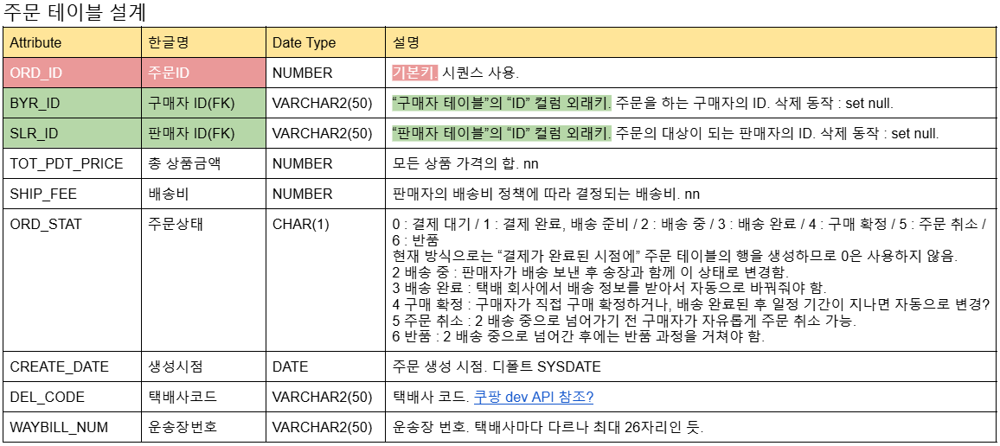 주문 테이블 설계
Attribute 한글명 Date Type 설명
ORD_ID 주문ID NUMBER 기본키. 시퀀스 사용.
BYR_ID 구매자 ID(FK) VARCHAR2(50) “구매자 테이블”의 “ID” 컬럼 외래키. 주문을 하는 구매자의 ID. 삭제 동작 : set null.
SLR_ID 판매자 ID(FK) VARCHAR2(50) “판매자 테이블”의 “ID” 컬럼 외래키. 주문의 대상이 되는 판매자의 ID. 삭제 동작 : set null.
TOT_PDT_PRICE 총 상품금액 NUMBER 모든 상품 가격의 합. nn
SHIP_FEE 배송비 NUMBER 판매자의 배송비 정책에 따라 결정되는 배송비. nn
ORD_STAT 주문상태 CHAR(1) 0 : 결제 대기 / 1 : 결제 완료, 배송 준비 / 2 : 배송 중 / 3 : 배송 완료 / 4 : 구매 확정 / 5 : 주문 취소 /
6 : 반품
현재 방식으로는 “결제가 완료된 시점에” 주문 테이블의 행을 생성하므로 0은 사용하지 않음.
2 배송 중 : 판매자가 배송 보낸 후 송장과 함께 이 상태로 변경함.
3 배송 완료 : 택배 회사에서 배송 정보를 받아서 자동으로 바꿔줘야 함.
4 구매 확정 : 구매자가 직접 구매 확정하거나, 배송 완료된 후 일정 기간이 지나면 자동으로 변경?
5 주문 취소 : 2 배송 중으로 넘어가기 전 구매자가 자유롭게 주문 취소 가능.
6 반품 : 2 배송 중으로 넘어간 후에는 반품 과정을 거쳐야 함.
CREATE_DATE 생성시점 DATE 주문 생성 시점. 디폴트 SYSDATE
DEL_CODE 택배사코드 VARCHAR2(50) 택배사 코드. 쿠팡 dev API 참조?
WAYBILL_NUM 운송장번호 VARCHAR2(50) 운송장 번호. 택배사마다 다르나 최대 26자리인 듯.